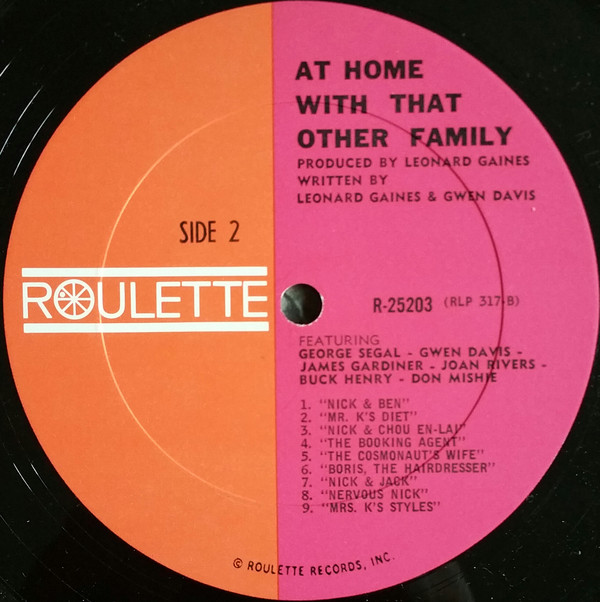 AT HOME
WITH THAT
OTHER FAMILY
PRODUCED BY LEONARD GAINES
WRITTEN BY
LEONARD GAINES & GWEN DAVIS
SIDE 2
ROULETTE
R-25203 (RLP 317-B)
FEATURING
GEORGE SEGAL - GWEN DAVIS -
JAMES GARDINER - JOAN RIVERS -
BUCK HENRY - DON MISHIE
1. "NICK & BEN"
2. "MR. K'S DIET"
3. "NICK & CHOU EN-LAI"
4. "THE BOOKING AGENT"
5. "THE COSMONAUT'S WIFE"
6. "BORIS, THE HAIRDRESSER"
7. "NICK & JACK"
8. "NERVOUS NICK"
9. "MRS. K'S STYLES"
© ROULETTE RECORDS, INC.